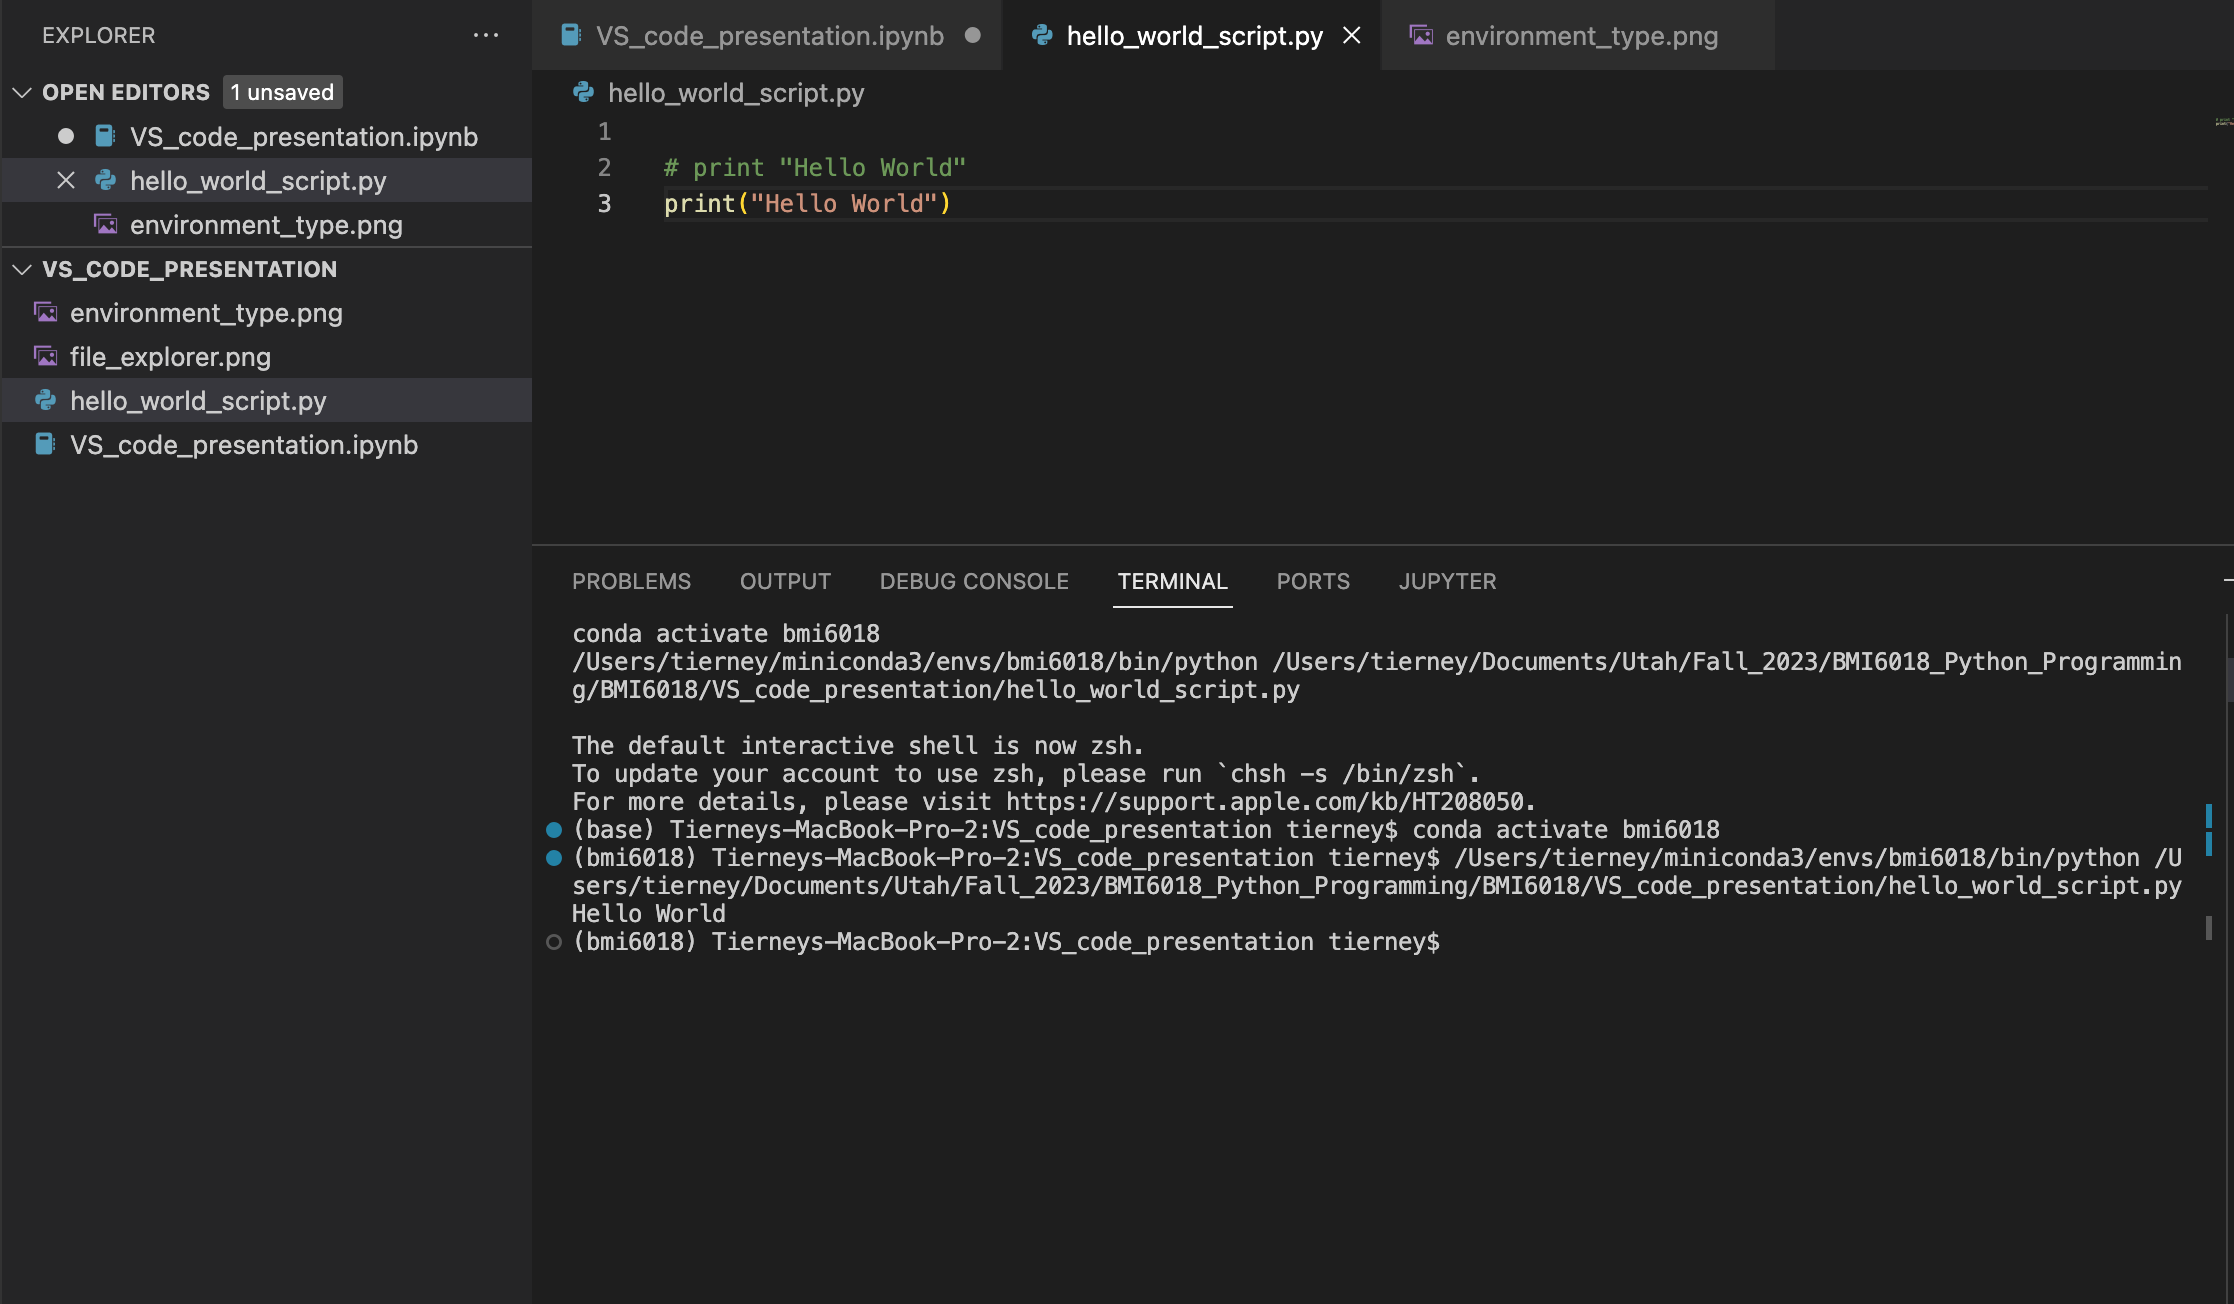 EXPLORER
OPEN EDITORS 1 unsaved
VS_code_presentation.ipynb
hello_world_script.py
environment_type.png
VS_CODE_PRESENTATION
environment_type.png
file_explorer.png
hello_world_script.py
VS_code_presentation.ipynb
VS_code_presentation.ipynb hello_world_script.py environment_type.png
hello_world_script.py
1
2 # print "Hello World"
3 print("Hello World")
PROBLEMS OUTPUT DEBUG CONSOLE TERMINAL PORTS JUPYTER
conda activate bmi6018
/Users/tierney/miniconda3/envs/bmi6018/bin/python /Users/tierney/Documents/Utah/Fall_2023/BMI6018_Python_Programmin
g/BMI6018/VS_code_presentation/hello_world_script.py
The default interactive shell is now zsh.
To update your account to use zsh, please run `chsh -s /bin/zsh`.
For more details, please visit https://support.apple.com/kb/HT208050.
(base) Tierneys-MacBook-Pro-2:VS_code_presentation tierney$ conda activate bmi6018
(bmi6018) Tierneys-MacBook-Pro-2:VS_code_presentation tierney$ /Users/tierney/miniconda3/envs/bmi6018/bin/python /U
sers/tierney/Documents/Utah/Fall_2023/BMI6018_Python_Programming/BMI6018/VS_code_presentation/hello_world_script.py
Hello World
(bmi6018) Tierneys-MacBook-Pro-2:VS_code_presentation tierney$